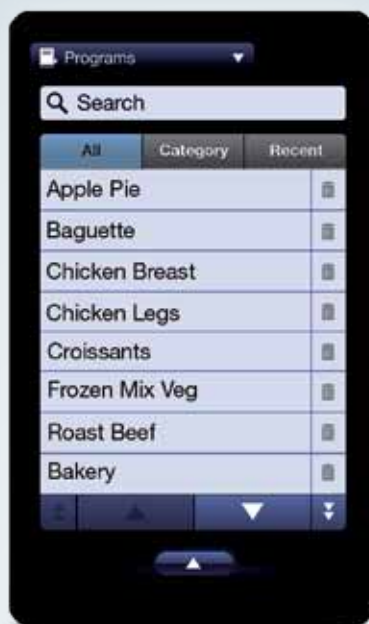 Programs
Search
All Category Recent
Apple Pie
Baguette
Chicken Breast
Chicken Legs
Croissants
Frozen Mix Veg
Roast Beef
Bakery